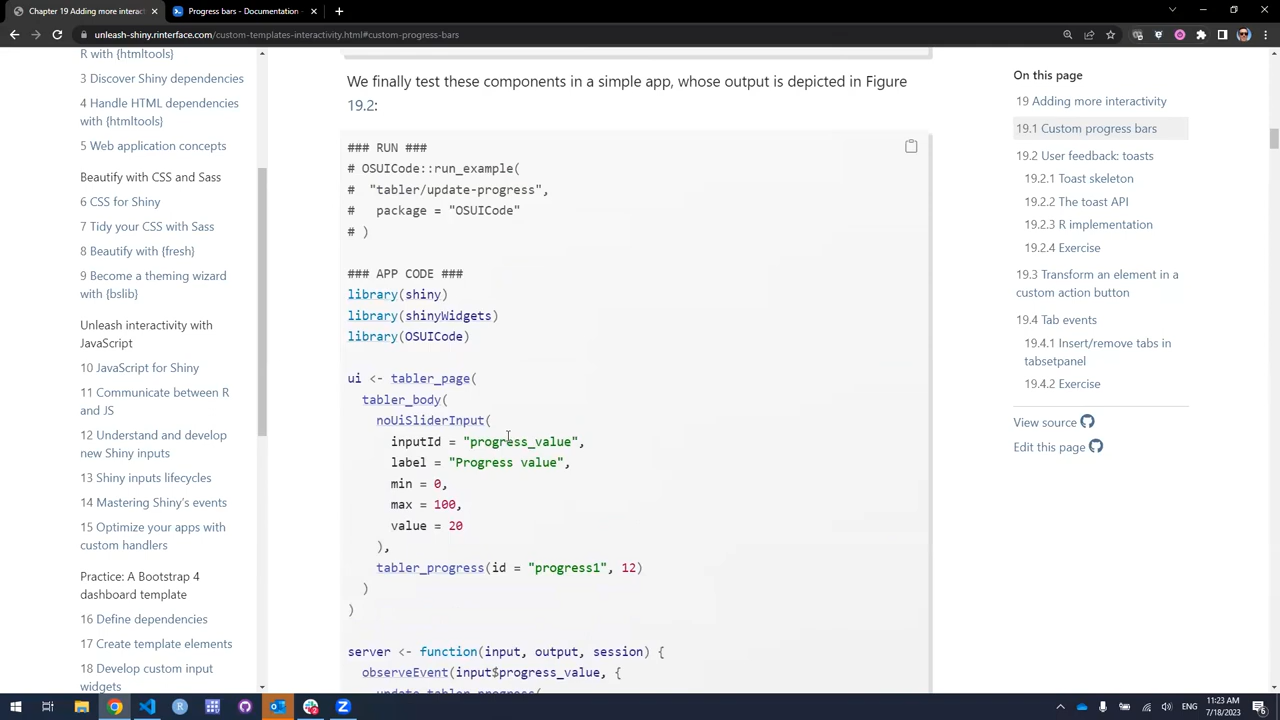 Chapter 19 Adding more interac
Progress bars - Documentation -
unleash-shiny.rinterface.com/custom-templates-interactivity.html#custom-progress-bars
R with {htmltools}
3 Discover Shiny dependencies
4 Handle HTML dependencies
with {htmltools}
5 Web application concepts
Beautify with CSS and Sass
6 CSS for Shiny
7 Tidy your CSS with Sass
8 Beautify with {fresh}
9 Become a theming wizard
with {bslib}
Unleash interactivity with
JavaScript
10 JavaScript for Shiny
11 Communicate between R
and JS
12 Understand and develop
new Shiny inputs
13 Shiny inputs lifecycles
14 Mastering Shiny's events
15 Optimize your apps with
custom handlers
Practice: A Bootstrap 4
dashboard template
16 Define dependencies
17 Create template elements
18 Develop custom input
widgets
We finally test these components in a simple app, whose output is depicted in Figure
19.2:
### RUN ###
# OSUICode::run_example(
#  "tabler/update-progress",
#   package = "OSUICode"
# )
### APP CODE ###
library(shiny)
library(shinyWidgets)
library(OSUICode)
ui <- tabler_page(
  tabler_body(
    noUiSliderInput(
      inputId = "progress_value",
      label = "Progress value",
      min = 0,
      max = 100,
      value = 20
    ),
    tabler_progress(id = "progress1", 12)
  )
)
server <- function(input, output, session) {
  observeEvent(input$progress_value, {
    update_tabler_progress(
On this page
19 Adding more interactivity
19.1 Custom progress bars
19.2 User feedback: toasts
19.2.1 Toast skeleton
19.2.2 The toast API
19.2.3 R implementation
19.2.4 Exercise
19.3 Transform an element in a
custom action button
19.4 Tab events
19.4.1 Insert/remove tabs in
tabsetpanel
19.4.2 Exercise
View source
Edit this page
ENG
11:23 AM
7/18/2023
6